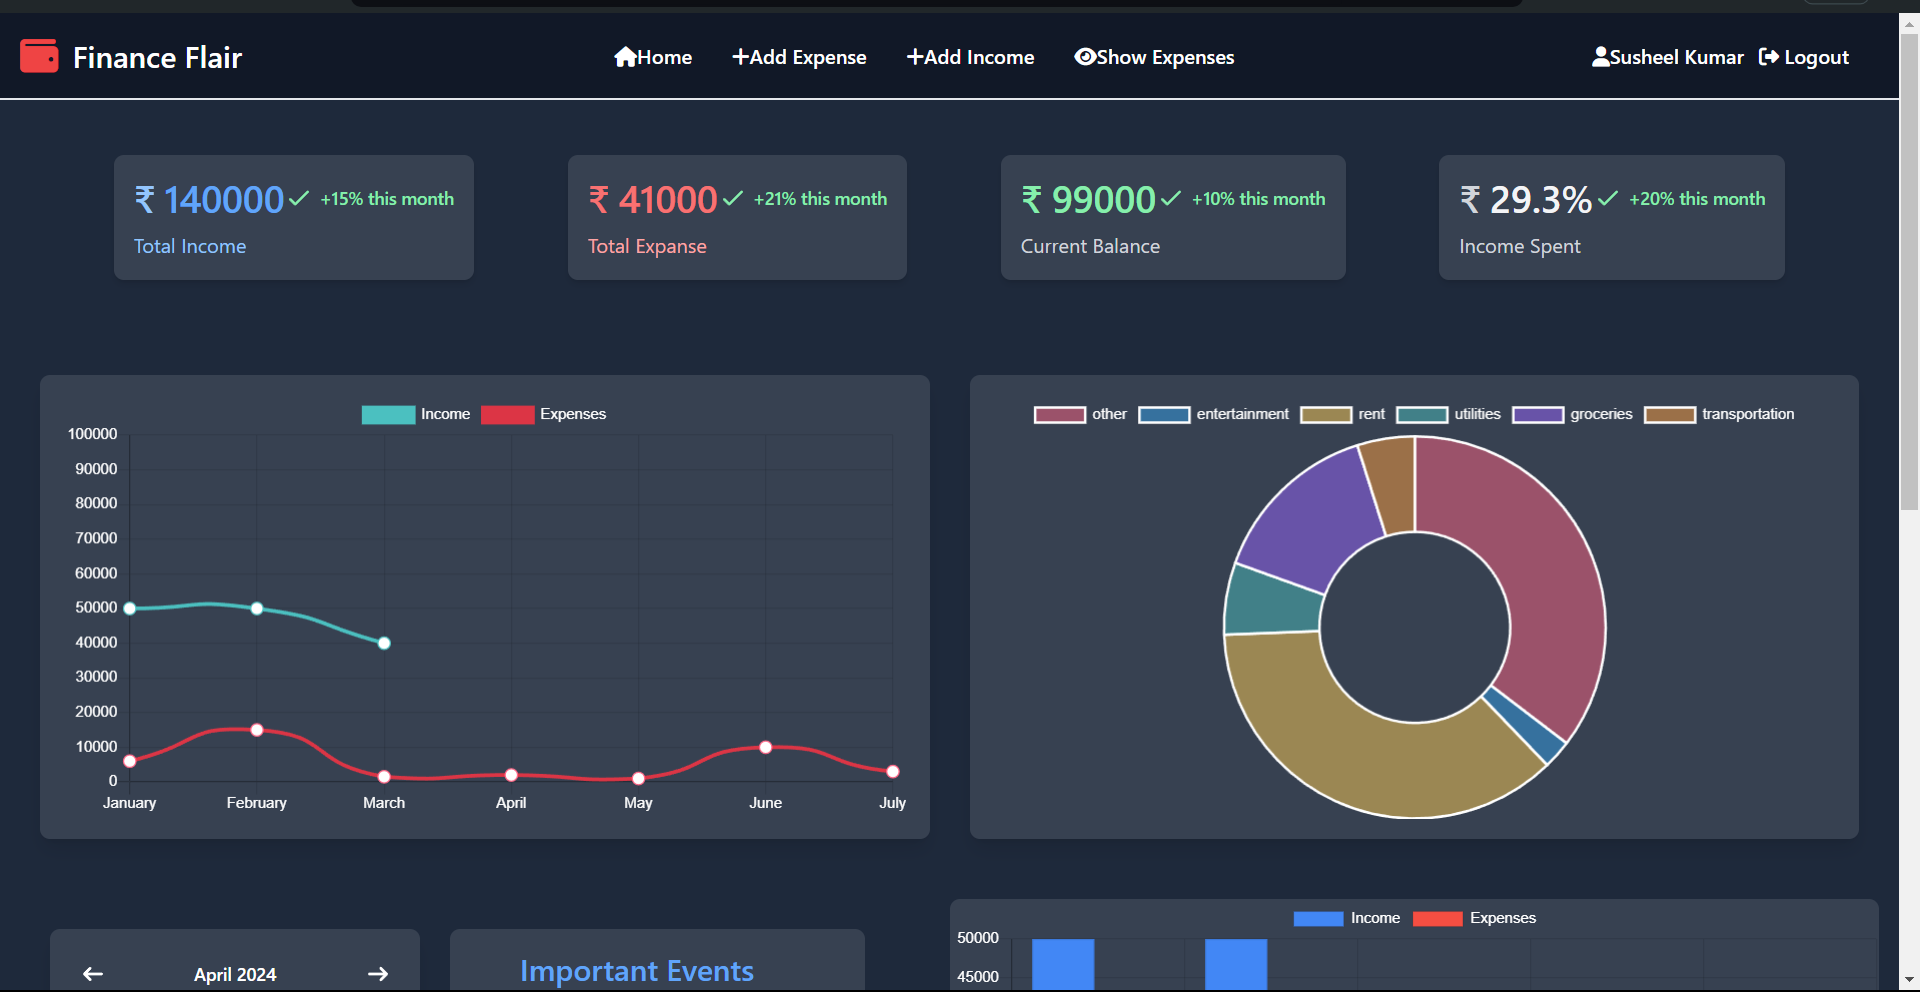 Finance Flair
Home Add Expense Add Income Show Expenses
Susheel Kumar Logout
₹ 140000 +15% this month
Total Income
₹ 41000 +21% this month
Total Expanse
₹ 99000 +10% this month
Current Balance
₹ 29.3% +20% this month
Income Spent
Income Expenses
100000
90000
80000
70000
60000
50000
40000
30000
20000
10000
0
January February March April May June July
other entertainment rent utilities groceries transportation
April 2024
Important Events
Income Expenses
50000
45000